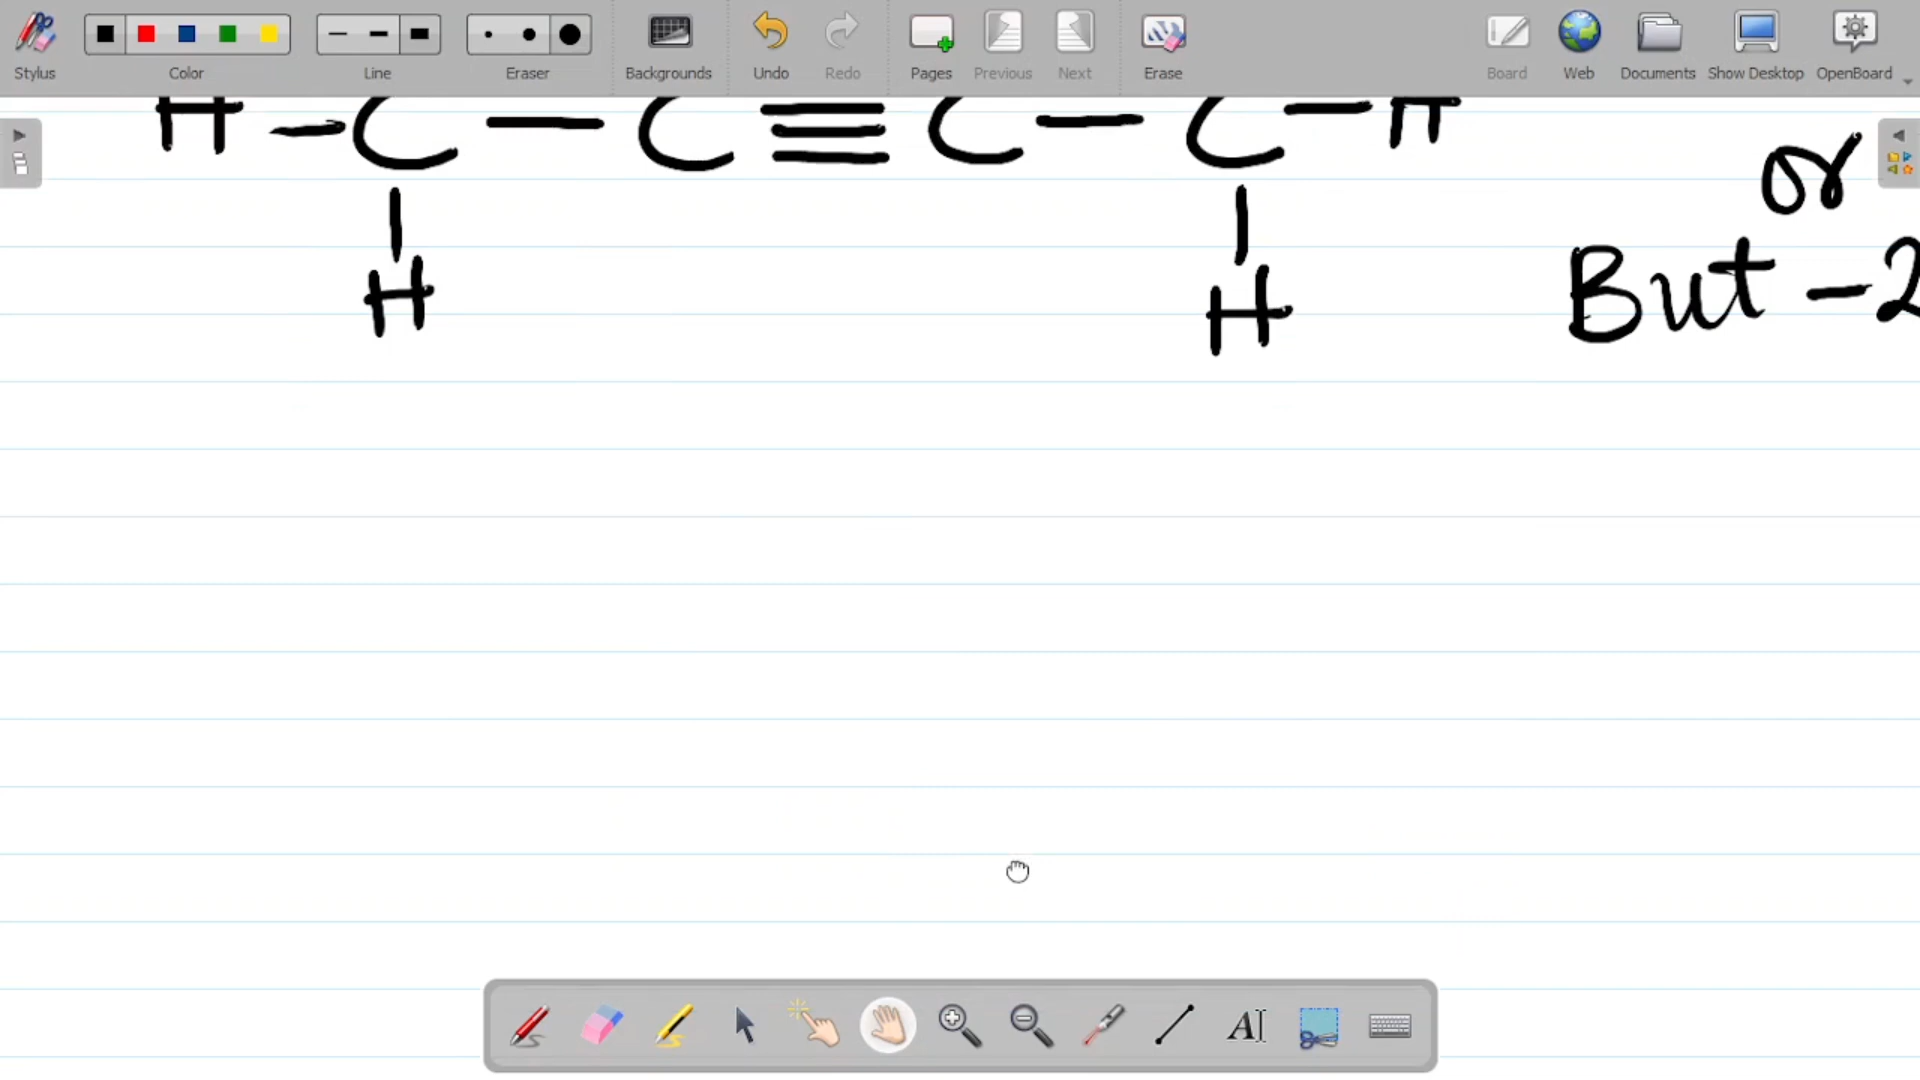 Stylus Color Line Eraser Backgrounds Undo Redo Pages Previous Next Erase Board Web Documents Show Desktop OpenBoard
H - C — C ≡ C — C - H
or
H H
But - 2
AI